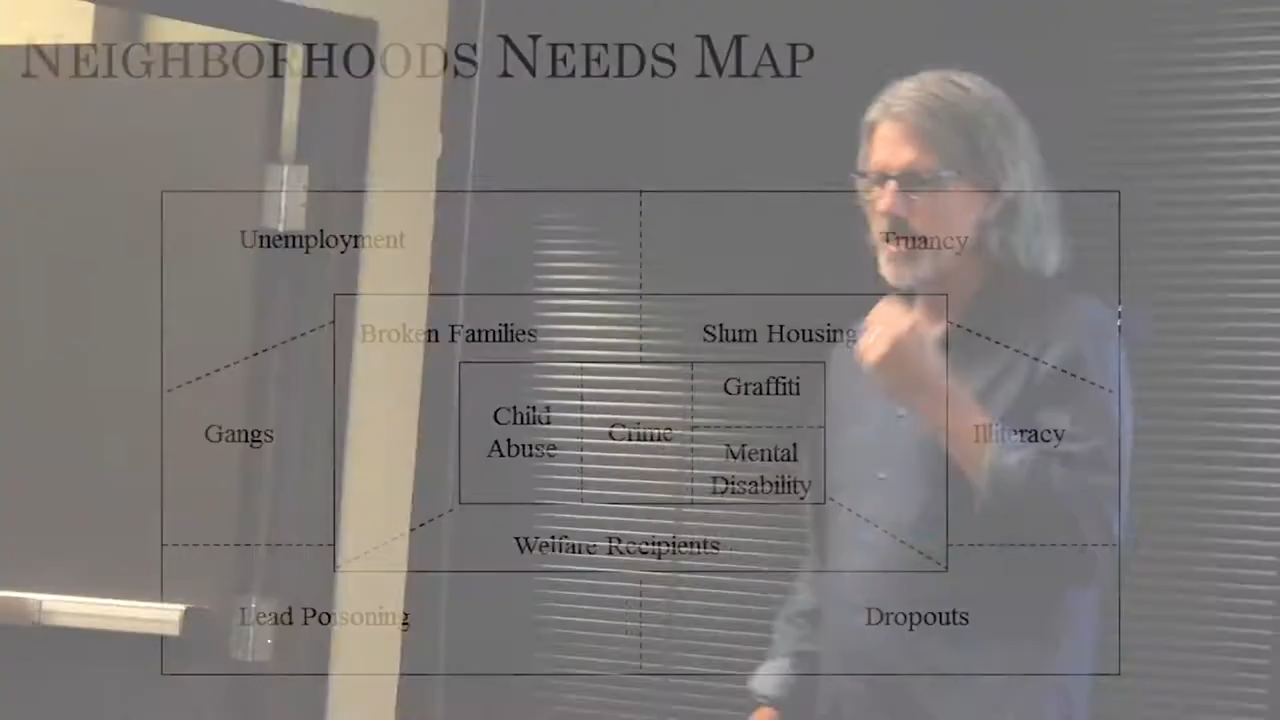 NEIGHBORHOODS NEEDS MAP
Unemployment
Truancy
Broken Families
Slum Housing
Graffiti
Child
Abuse
Crime
Gangs
Illiteracy
Mental
Disability
Welfare Recipients
Lead Poisoning
Dropouts